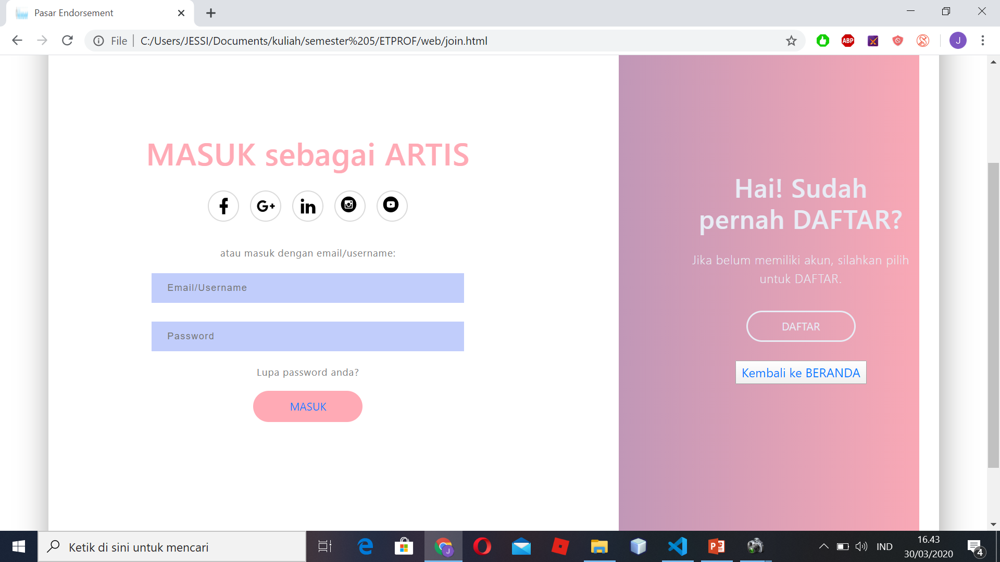 Pasar Endorsement
File
C:/Users/JESSI/Documents/kuliah/semester%205/ETPROF/web/join.html
ABP
J
MASUK sebagai ARTIS
f G+ in
atau masuk dengan email/username:
Email/Username
Password
Lupa password anda?
MASUK
Hai! Sudah
pernah DAFTAR?
Jika belum memiliki akun, silahkan pilih
untuk DAFTAR.
DAFTAR
Kembali ke BERANDA
Ketik di sini untuk mencari
J
IND
16.43
30/03/2020
4